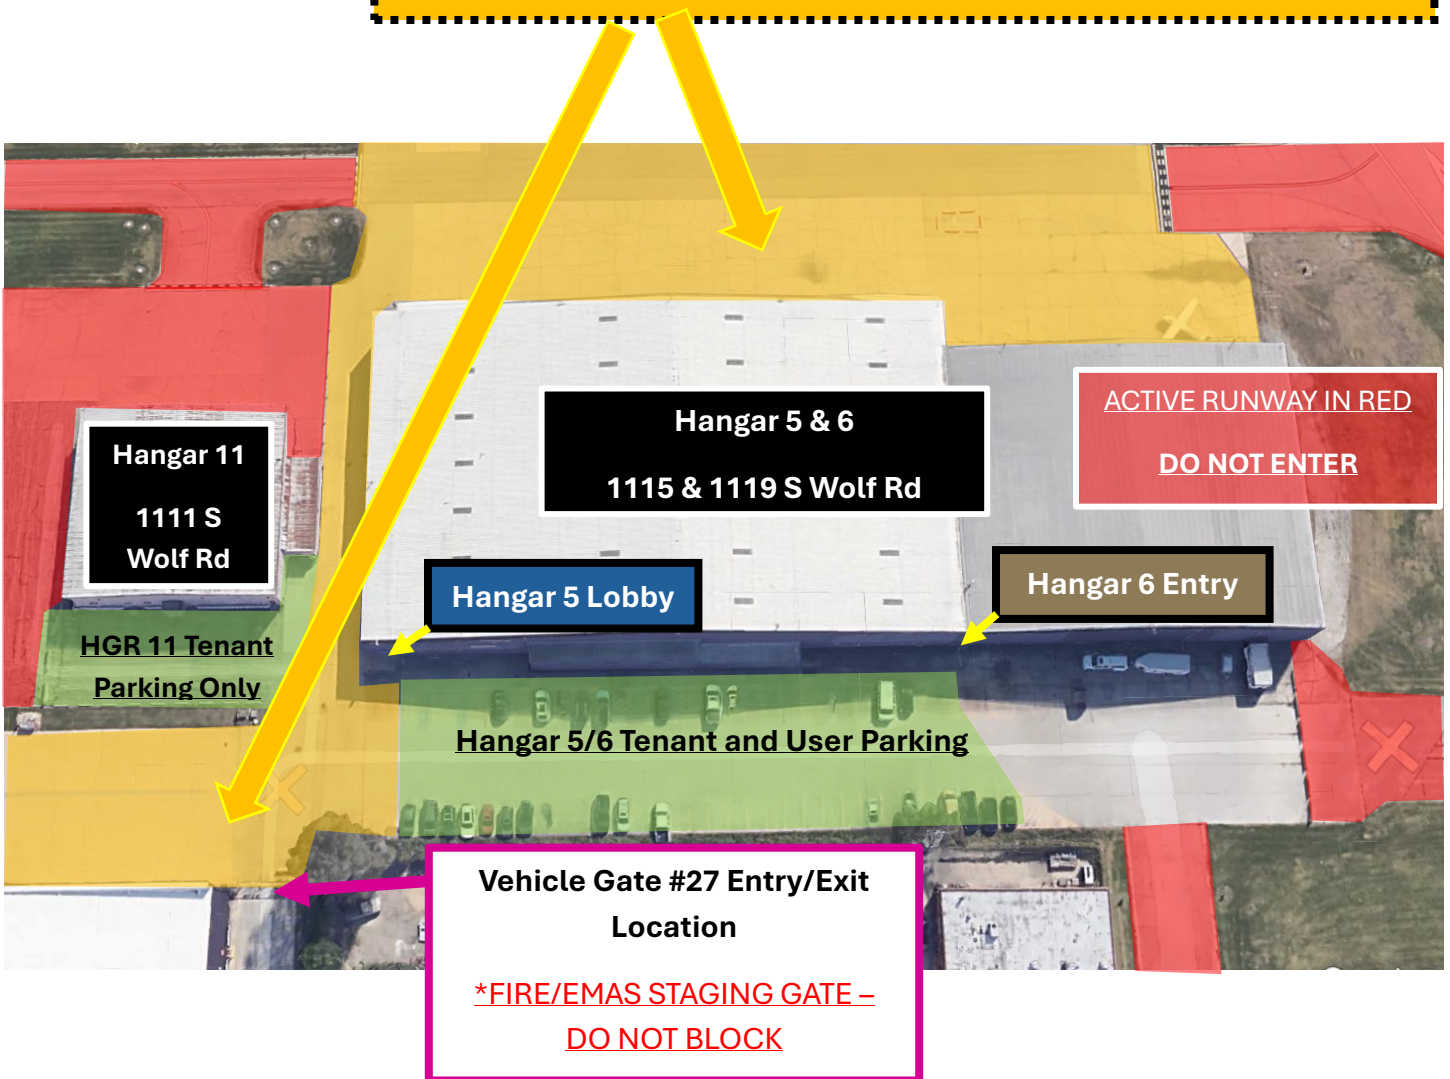 Hangar 5 & 6
1115 & 1119 S Wolf Rd
ACTIVE RUNWAY IN RED
DO NOT ENTER
Hangar 11
1111 S
Wolf Rd
Hangar 5 Lobby
Hangar 6 Entry
HGR 11 Tenant
Parking Only
Hangar 5/6 Tenant and User Parking
Vehicle Gate #27 Entry/Exit
Location
*FIRE/EMAS STAGING GATE –
DO NOT BLOCK